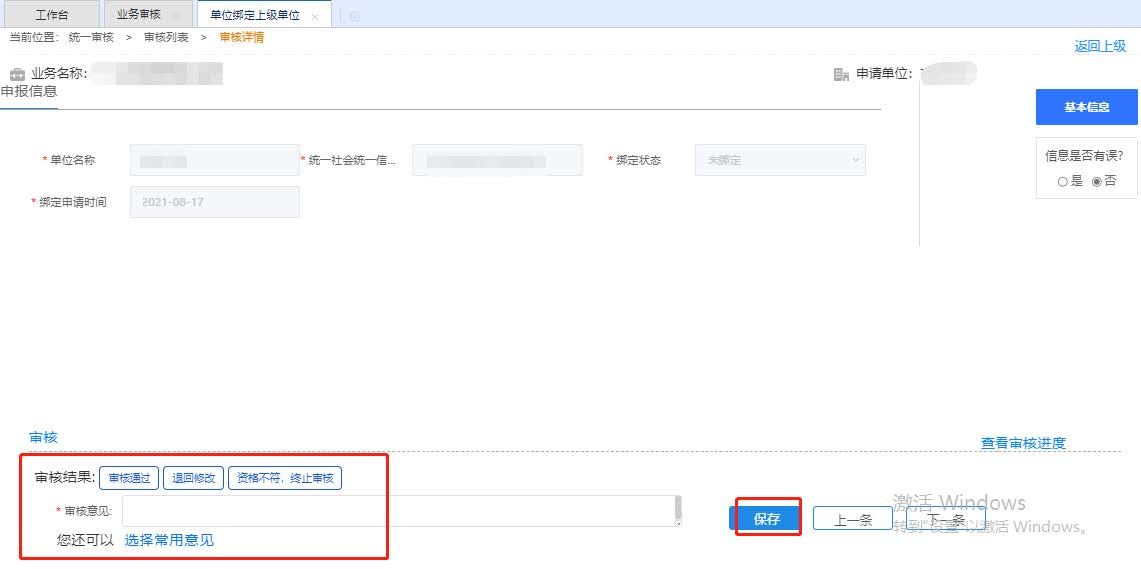 工作台 业务审核 单位绑定上级单位
当前位置： 统一审核 > 审核列表 > 审核详情
返回上级
业务名称： 申请单位：
申报信息
基本信息
* 单位名称 * 统一社会统一信... * 绑定状态 未绑定
信息是否有误?
是 否
* 绑定申请时间 2021-08-17
审核
查看审核进度
审核结果: 审核通过 退回修改 资格不符，终止审核
* 审核意见:
保存 上一条 下一条
激活 Windows
转到"设置"以激活 Windows。
您还可以 选择常用意见